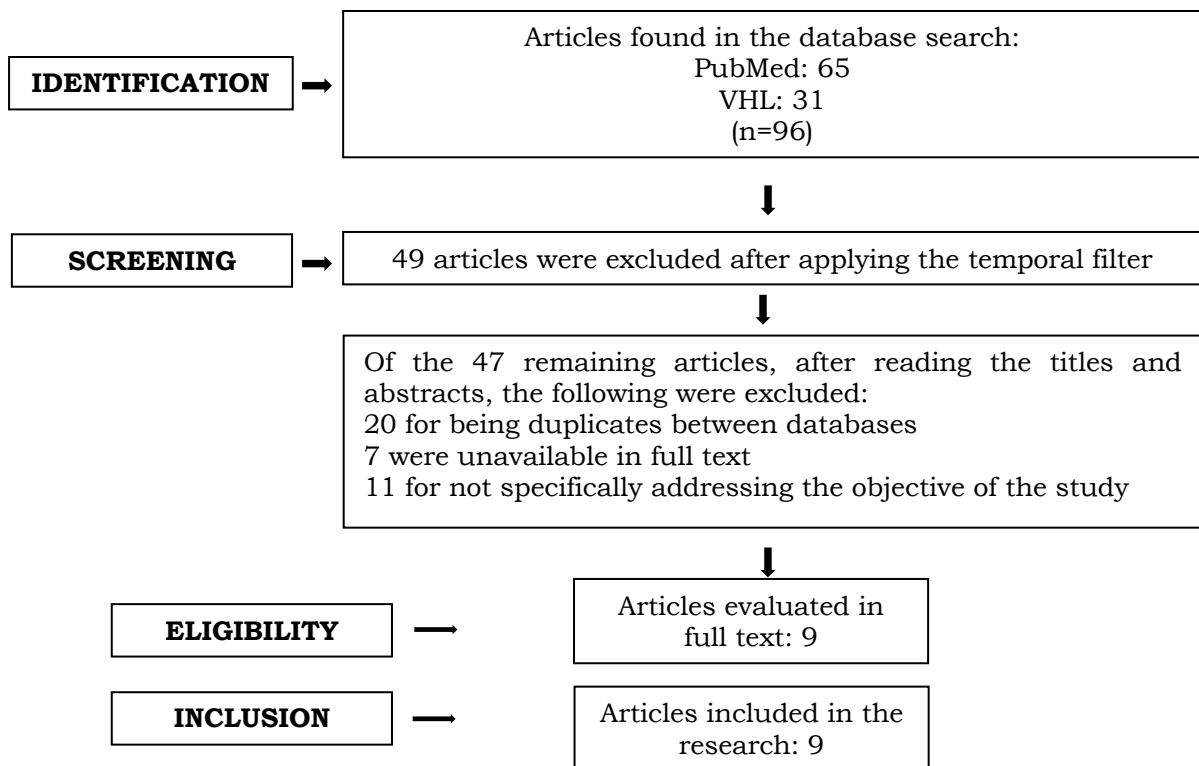 IDENTIFICATION
Articles found in the database search:
PubMed: 65
VHL: 31
(n=96)
SCREENING
49 articles were excluded after applying the temporal filter
Of the 47 remaining articles, after reading the titles and
abstracts, the following were excluded:
20 for being duplicates between databases
7 were unavailable in full text
11 for not specifically addressing the objective of the study
ELIGIBILITY
Articles evaluated in
full text: 9
INCLUSION
Articles included in the
research: 9